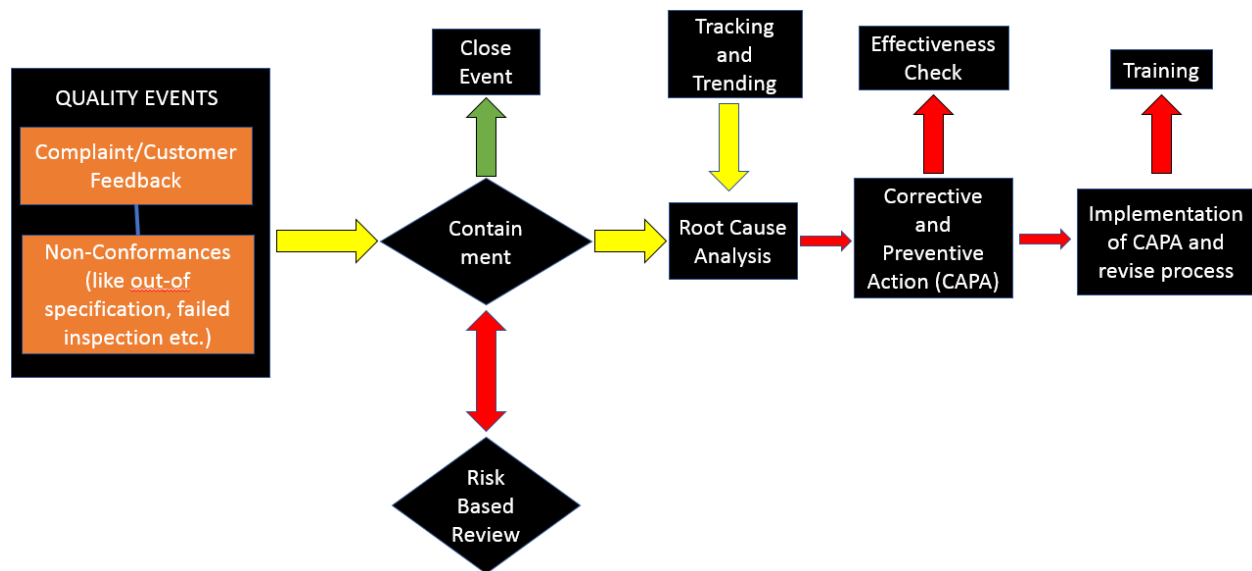 QUALITY EVENTS
Complaint/Customer
Feedback
Non-Conformances
(like out-of
specification, failed
inspection etc.)
Close
Event
Contain
ment
Risk
Based
Review
Tracking
and
Trending
Root Cause
Analysis
Effectiveness
Check
Corrective
and
Preventive
Action (CAPA)
Training
Implementation
of CAPA and
revise process